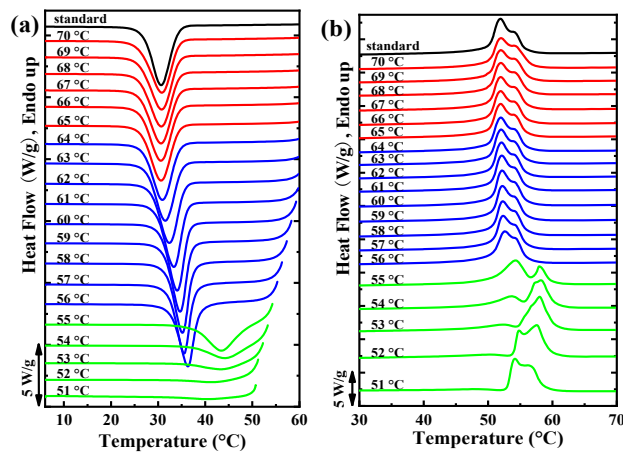 (a)
Heat Flow (W/g) , Endo up
standard
70 °C
69 °C
68 °C
67 °C
66 °C
65 °C
64 °C
63 °C
62 °C
61 °C
60 °C
59 °C
58 °C
57 °C
56 °C
55 °C
54 °C
53 °C
52 °C
51 °C
5 W/g
10 20 30 40 50 60
Temperature (°C)
(b)
Heat Flow (W/g) , Endo up
standard
70 °C
69 °C
68 °C
67 °C
66 °C
65 °C
64 °C
63 °C
62 °C
61 °C
60 °C
59 °C
58 °C
57 °C
56 °C
55 °C
54 °C
53 °C
52 °C
51 °C
5 W/g
30 40 50 60 70
Temperature (°C)